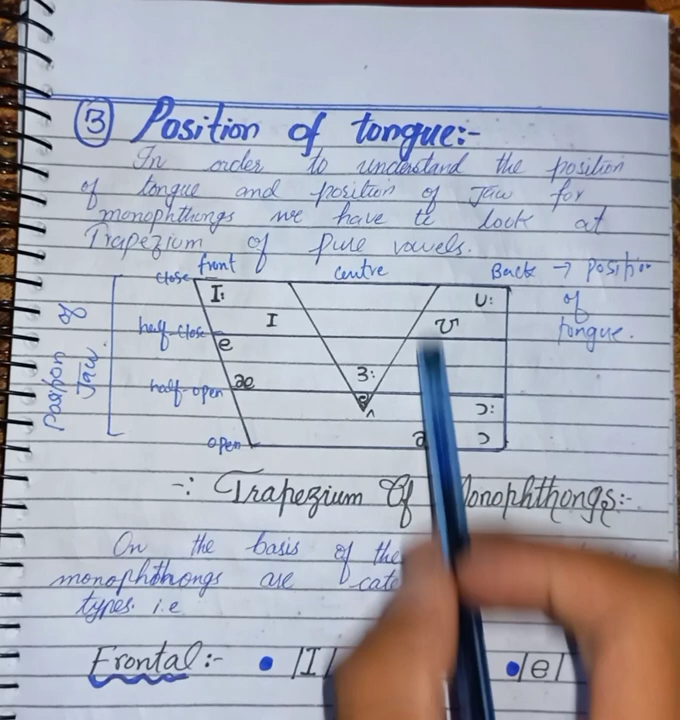 ③ Position of tongue:-
In order to understand the position
of tongue and position of Jaw for
monophthongs we have to look at
Trapezium of pure vowels.
front centre Back → position
of
tongue.
Position of
Jaw
close
I: U:
I ʊ
half-close
e
half-open æ
3:
ə
ʌ
ɔ:
open
ɔ
-: Trapezium Of Monophthongs:-
On the basis of the
monophthongs are
types. i.e
Frontal:- • |I| • |e|